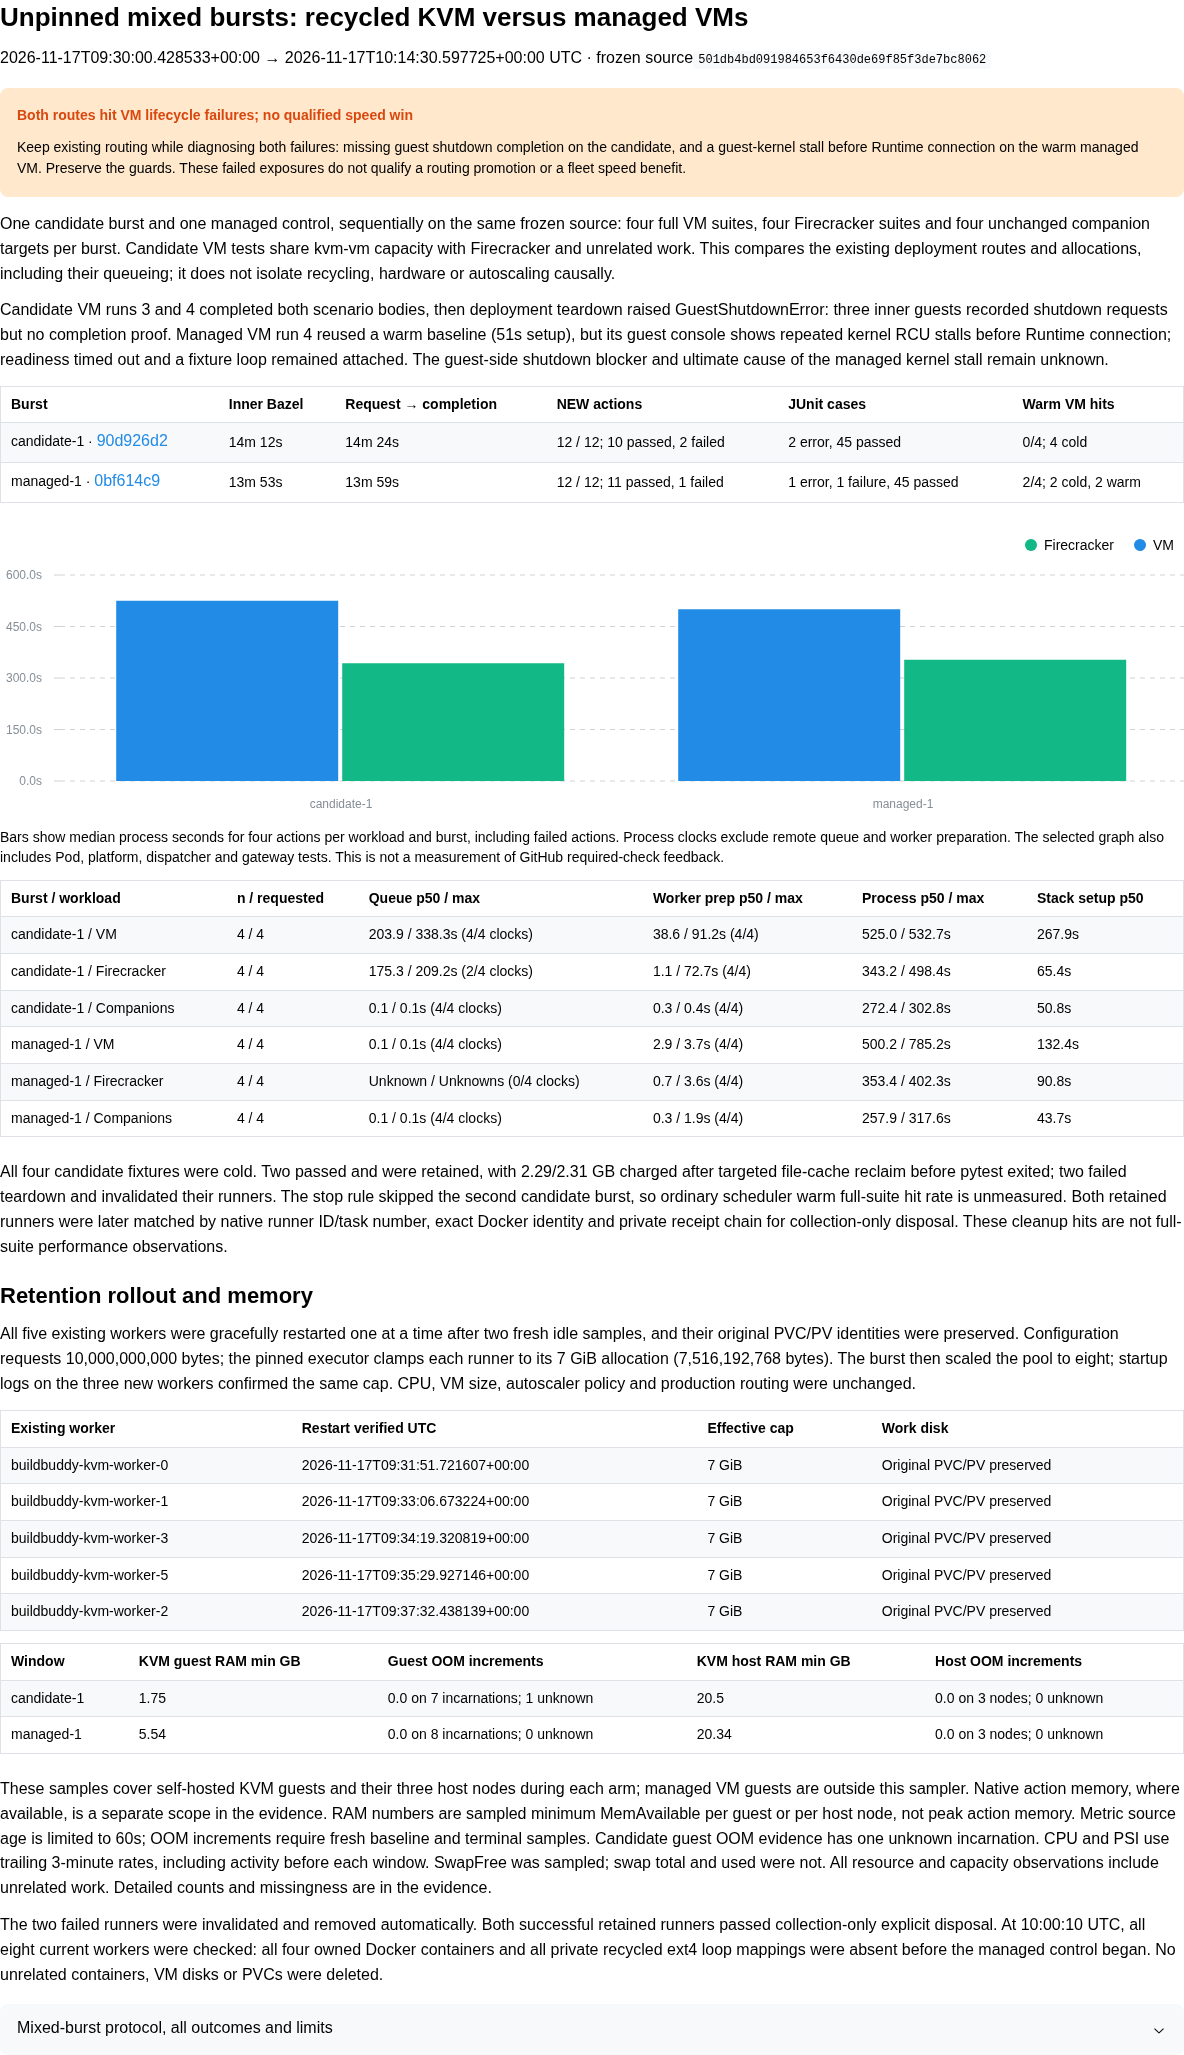 Unpinned mixed bursts: recycled KVM versus managed VMs
2026-11-17T09:30:00.428533+00:00 → 2026-11-17T10:14:30.597725+00:00 UTC · frozen source 501db4bd091984653f6430de69f85f3de7bc8062
Both routes hit VM lifecycle failures; no qualified speed win
Keep existing routing while diagnosing both failures: missing guest shutdown completion on the candidate, and a guest-kernel stall before Runtime connection on the warm managed
VM. Preserve the guards. These failed exposures do not qualify a routing promotion or a fleet speed benefit.
One candidate burst and one managed control, sequentially on the same frozen source: four full VM suites, four Firecracker suites and four unchanged companion
targets per burst. Candidate VM tests share kvm-vm capacity with Firecracker and unrelated work. This compares the existing deployment routes and allocations,
including their queueing; it does not isolate recycling, hardware or autoscaling causally.
Candidate VM runs 3 and 4 completed both scenario bodies, then deployment teardown raised GuestShutdownError: three inner guests recorded shutdown requests
but no completion proof. Managed VM run 4 reused a warm baseline (51s setup), but its guest console shows repeated kernel RCU stalls before Runtime connection;
readiness timed out and a fixture loop remained attached. The guest-side shutdown blocker and ultimate cause of the managed kernel stall remain unknown.
Burst Inner Bazel Request → completion NEW actions JUnit cases Warm VM hits
candidate-1 · 90d926d2 14m 12s 14m 24s 12 / 12; 10 passed, 2 failed 2 error, 45 passed 0/4; 4 cold
managed-1 · 0bf614c9 13m 53s 13m 59s 12 / 12; 11 passed, 1 failed 1 error, 1 failure, 45 passed 2/4; 2 cold, 2 warm
Firecracker VM
600.0s
450.0s
300.0s
150.0s
0.0s
candidate-1 managed-1
Bars show median process seconds for four actions per workload and burst, including failed actions. Process clocks exclude remote queue and worker preparation. The selected graph also
includes Pod, platform, dispatcher and gateway tests. This is not a measurement of GitHub required-check feedback.
Burst / workload n / requested Queue p50 / max Worker prep p50 / max Process p50 / max Stack setup p50
candidate-1 / VM 4 / 4 203.9 / 338.3s (4/4 clocks) 38.6 / 91.2s (4/4) 525.0 / 532.7s 267.9s
candidate-1 / Firecracker 4 / 4 175.3 / 209.2s (2/4 clocks) 1.1 / 72.7s (4/4) 343.2 / 498.4s 65.4s
candidate-1 / Companions 4 / 4 0.1 / 0.1s (4/4 clocks) 0.3 / 0.4s (4/4) 272.4 / 302.8s 50.8s
managed-1 / VM 4 / 4 0.1 / 0.1s (4/4 clocks) 2.9 / 3.7s (4/4) 500.2 / 785.2s 132.4s
managed-1 / Firecracker 4 / 4 Unknown / Unknowns (0/4 clocks) 0.7 / 3.6s (4/4) 353.4 / 402.3s 90.8s
managed-1 / Companions 4 / 4 0.1 / 0.1s (4/4 clocks) 0.3 / 1.9s (4/4) 257.9 / 317.6s 43.7s
All four candidate fixtures were cold. Two passed and were retained, with 2.29/2.31 GB charged after targeted file-cache reclaim before pytest exited; two failed
teardown and invalidated their runners. The stop rule skipped the second candidate burst, so ordinary scheduler warm full-suite hit rate is unmeasured. Both retained
runners were later matched by native runner ID/task number, exact Docker identity and private receipt chain for collection-only disposal. These cleanup hits are not full-
suite performance observations.
Retention rollout and memory
All five existing workers were gracefully restarted one at a time after two fresh idle samples, and their original PVC/PV identities were preserved. Configuration
requests 10,000,000,000 bytes; the pinned executor clamps each runner to its 7 GiB allocation (7,516,192,768 bytes). The burst then scaled the pool to eight; startup
logs on the three new workers confirmed the same cap. CPU, VM size, autoscaler policy and production routing were unchanged.
Existing worker Restart verified UTC Effective cap Work disk
buildbuddy-kvm-worker-0 2026-11-17T09:31:51.721607+00:00 7 GiB Original PVC/PV preserved
buildbuddy-kvm-worker-1 2026-11-17T09:33:06.673224+00:00 7 GiB Original PVC/PV preserved
buildbuddy-kvm-worker-3 2026-11-17T09:34:19.320819+00:00 7 GiB Original PVC/PV preserved
buildbuddy-kvm-worker-5 2026-11-17T09:35:29.927146+00:00 7 GiB Original PVC/PV preserved
buildbuddy-kvm-worker-2 2026-11-17T09:37:32.438139+00:00 7 GiB Original PVC/PV preserved
Window KVM guest RAM min GB Guest OOM increments KVM host RAM min GB Host OOM increments
candidate-1 1.75 0.0 on 7 incarnations; 1 unknown 20.5 0.0 on 3 nodes; 0 unknown
managed-1 5.54 0.0 on 8 incarnations; 0 unknown 20.34 0.0 on 3 nodes; 0 unknown
These samples cover self-hosted KVM guests and their three host nodes during each arm; managed VM guests are outside this sampler. Native action memory, where
available, is a separate scope in the evidence. RAM numbers are sampled minimum MemAvailable per guest or per host node, not peak action memory. Metric source
age is limited to 60s; OOM increments require fresh baseline and terminal samples. Candidate guest OOM evidence has one unknown incarnation. CPU and PSI use
trailing 3-minute rates, including activity before each window. SwapFree was sampled; swap total and used were not. All resource and capacity observations include
unrelated work. Detailed counts and missingness are in the evidence.
The two failed runners were invalidated and removed automatically. Both successful retained runners passed collection-only explicit disposal. At 10:00:10 UTC, all
eight current workers were checked: all four owned Docker containers and all private recycled ext4 loop mappings were absent before the managed control began. No
unrelated containers, VM disks or PVCs were deleted.
Mixed-burst protocol, all outcomes and limits